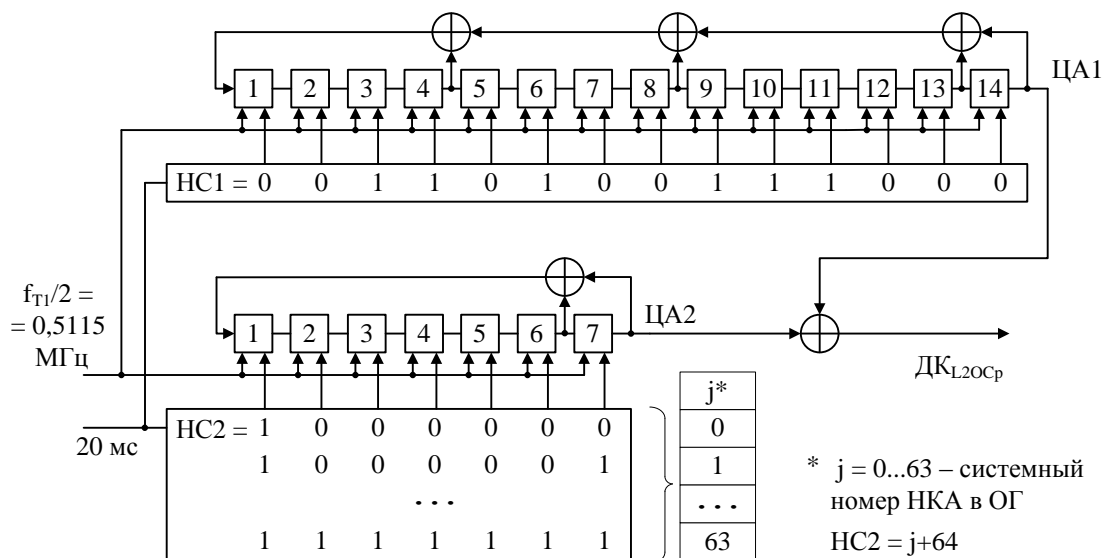 ЦА1
1 2 3 4 5 6 7 8 9 10 11 12 13 14
НС1 = 0 0 1 1 0 1 0 0 1 1 1 0 0 0
f_T1/2 =
= 0,5115
МГц
1 2 3 4 5 6 7
ЦА2
ДК_L2OCp
20 мс
НС2 = 1 0 0 0 0 0 0
1 0 0 0 0 0 1
. . .
1 1 1 1 1 1 1
j*
0
1
. . .
63
* j = 0...63 – системный
номер НКА в ОГ
НС2 = j+64